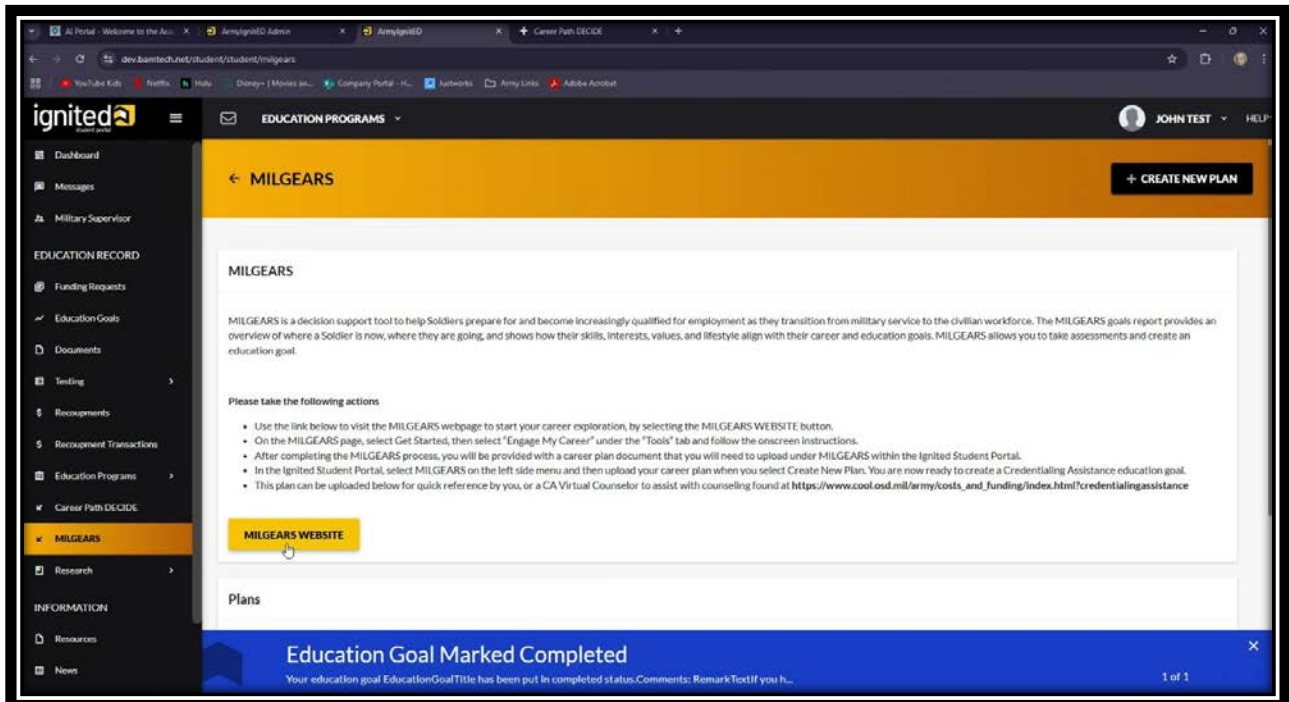 AI Portal - Welcome to the Ac...
ArmyIgnitED Admin
ArmyIgnitED
Career Path DECIDE
dev.bamtech.net/student/student/milgears
YouTube Kids
Netflix
Hulu
Disney+ | Movies an...
Company Portal - H...
Justworks
Army Links
Adobe Acrobat
ignited
student portal
EDUCATION PROGRAMS
JOHN TEST
HELP
Dashboard
Messages
Military Supervisor
EDUCATION RECORD
Funding Requests
Education Goals
Documents
Testing
Recoupments
Recoupment Transactions
Education Programs
Career Path DECIDE
MILGEARS
Research
INFORMATION
Resources
News
← MILGEARS
+ CREATE NEW PLAN
MILGEARS
MILGEARS is a decision support tool to help Soldiers prepare for and become increasingly qualified for employment as they transition from military service to the civilian workforce. The MILGEARS goals report provides an
overview of where a Soldier is now, where they are going, and shows how their skills, interests, values, and lifestyle align with their career and education goals. MILGEARS allows you to take assessments and create an
education goal.
Please take the following actions
• Use the link below to visit the MILGEARS webpage to start your career exploration, by selecting the MILGEARS WEBSITE button.
• On the MILGEARS page, select Get Started, then select "Engage My Career" under the "Tools" tab and follow the onscreen instructions.
• After completing the MILGEARS process, you will be provided with a career plan document that you will need to upload under MILGEARS within the Ignited Student Portal.
• In the Ignited Student Portal, select MILGEARS on the left side menu and then upload your career plan when you select Create New Plan. You are now ready to create a Credentialing Assistance education goal.
• This plan can be uploaded below for quick reference by you, or a CA Virtual Counselor to assist with counseling found at https://www.cool.osd.mil/army/costs_and_funding/index.html?credentialingassistance
MILGEARS WEBSITE
Plans
Education Goal Marked Completed
Your education goal EducationGoalTitle has been put in completed status.Comments: RemarkTextIf you h...
1 of 1